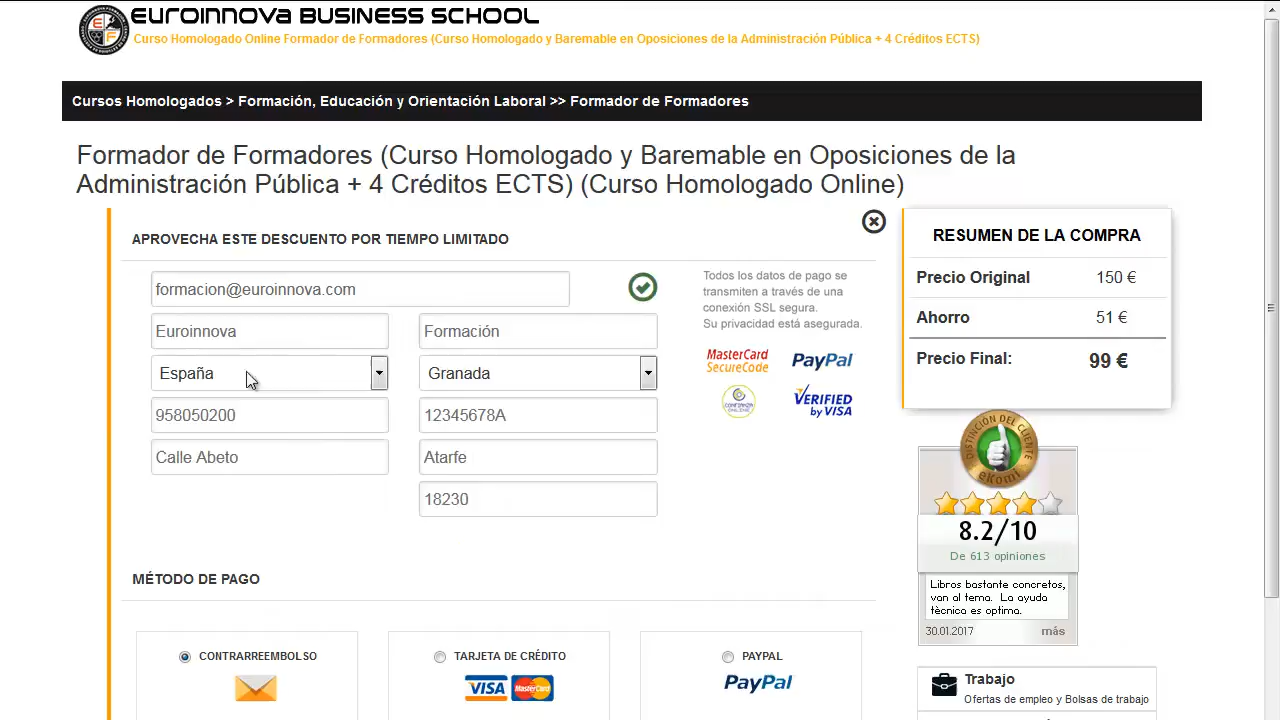 EUROINNOVA BUSINESS SCHOOL
Curso Homologado Online Formador de Formadores (Curso Homologado y Baremable en Oposiciones de la Administración Pública + 4 Créditos ECTS)
Cursos Homologados > Formación, Educación y Orientación Laboral >> Formador de Formadores
Formador de Formadores (Curso Homologado y Baremable en Oposiciones de la
Administración Pública + 4 Créditos ECTS) (Curso Homologado Online)
APROVECHA ESTE DESCUENTO POR TIEMPO LIMITADO
formacion@euroinnova.com
Euroinnova
Formación
España
Granada
958050200
12345678A
Calle Abeto
Atarfe
18230
Todos los datos de pago se
transmiten a través de una
conexión SSL segura.
Su privacidad está asegurada.
MasterCard
SecureCode
PayPal
CONFIANZA
ONLINE
VERIFIED
by VISA
RESUMEN DE LA COMPRA
Precio Original 150 €
Ahorro 51 €
Precio Final: 99 €
DISTINCIÓN DEL CLIENTE
eKomi
8.2/10
De 613 opiniones
Libros bastante concretos,
van al tema. La ayuda
tècnica es optima.
30.01.2017 más
Trabajo
Ofertas de empleo y Bolsas de trabajo
MÉTODO DE PAGO
CONTRARREEMBOLSO
TARJETA DE CRÉDITO
VISA
MasterCard
PAYPAL
PayPal